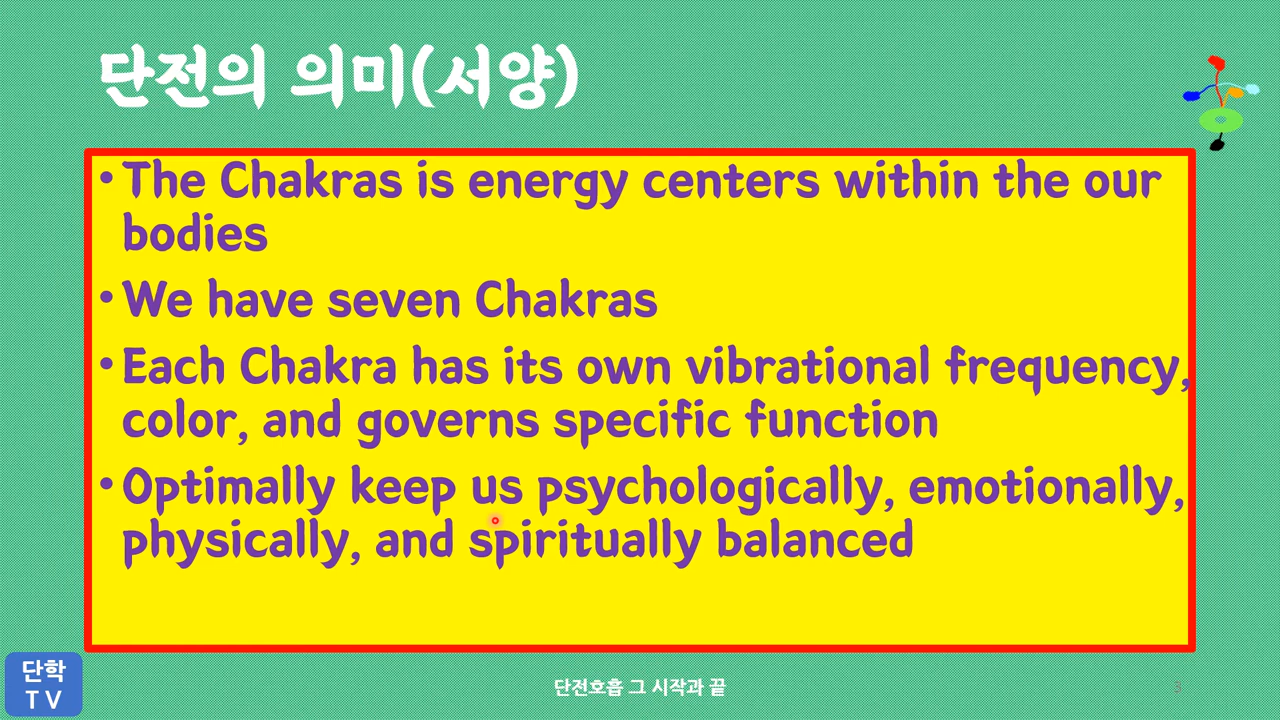 단전의 의미(서양)
• The Chakras is energy centers within the our
bodies
• We have seven Chakras
• Each Chakra has its own vibrational frequency,
color, and governs specific function
• Optimally keep us psychologically, emotionally,
physically, and spiritually balanced
단학
TV
단전호흡 그 시작과 끝
3